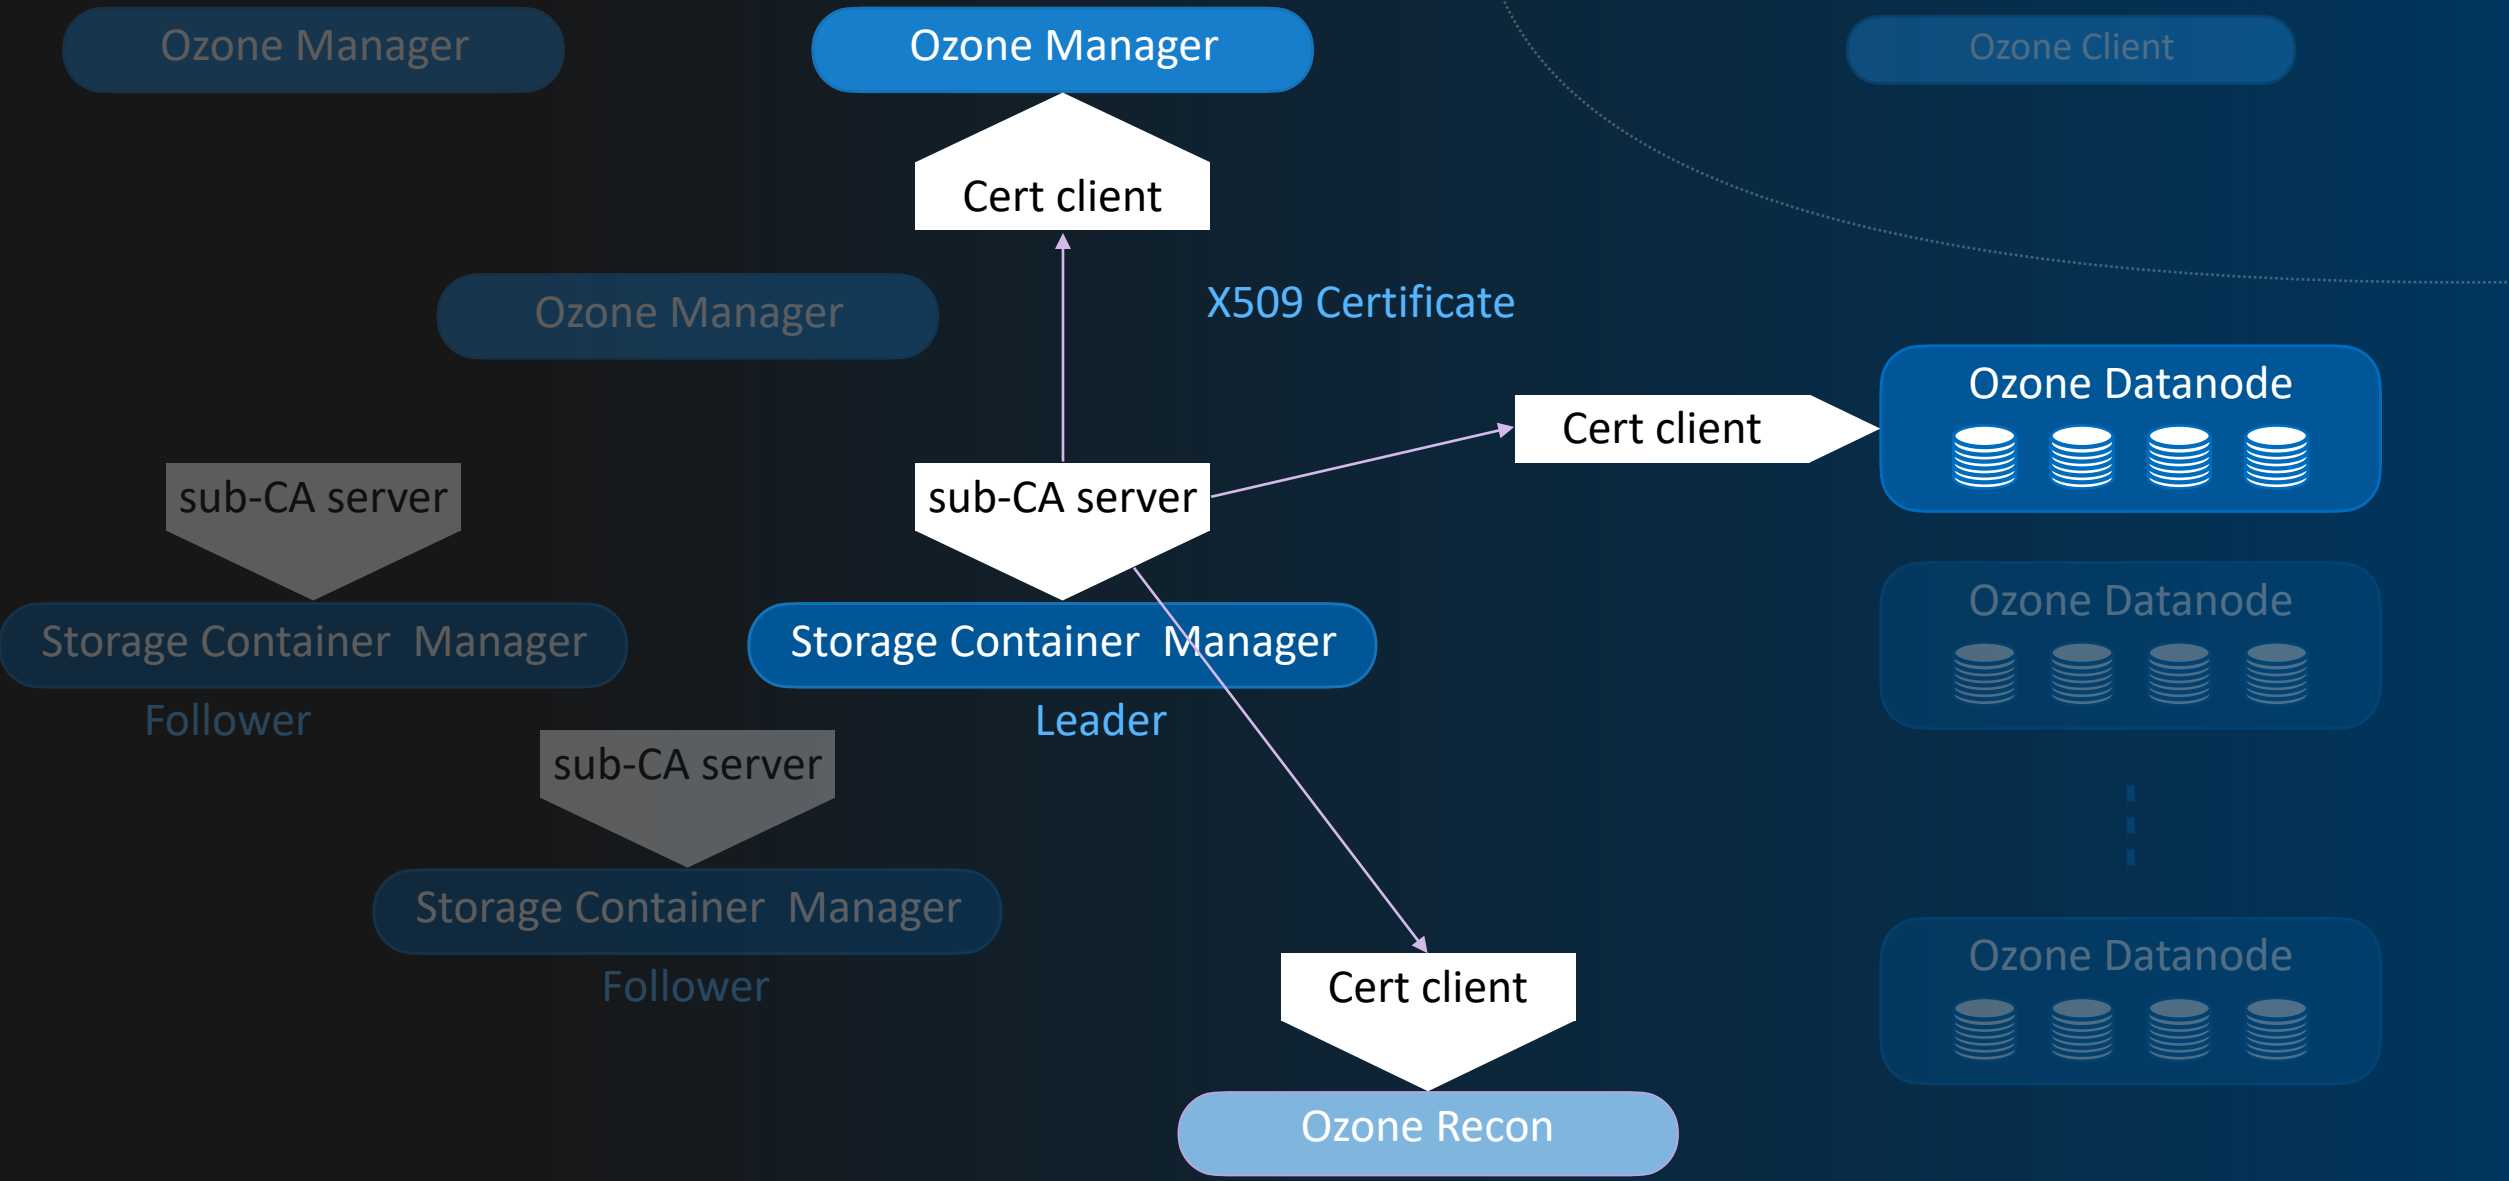 Ozone Manager
Ozone Manager
Ozone Client
Cert client
Ozone Manager
X509 Certificate
Ozone Datanode
Cert client
sub-CA server
sub-CA server
Ozone Datanode
Storage Container  Manager
Storage Container  Manager
Follower
Leader
sub-CA server
Storage Container  Manager
Ozone Datanode
Follower
Cert client
Ozone Recon